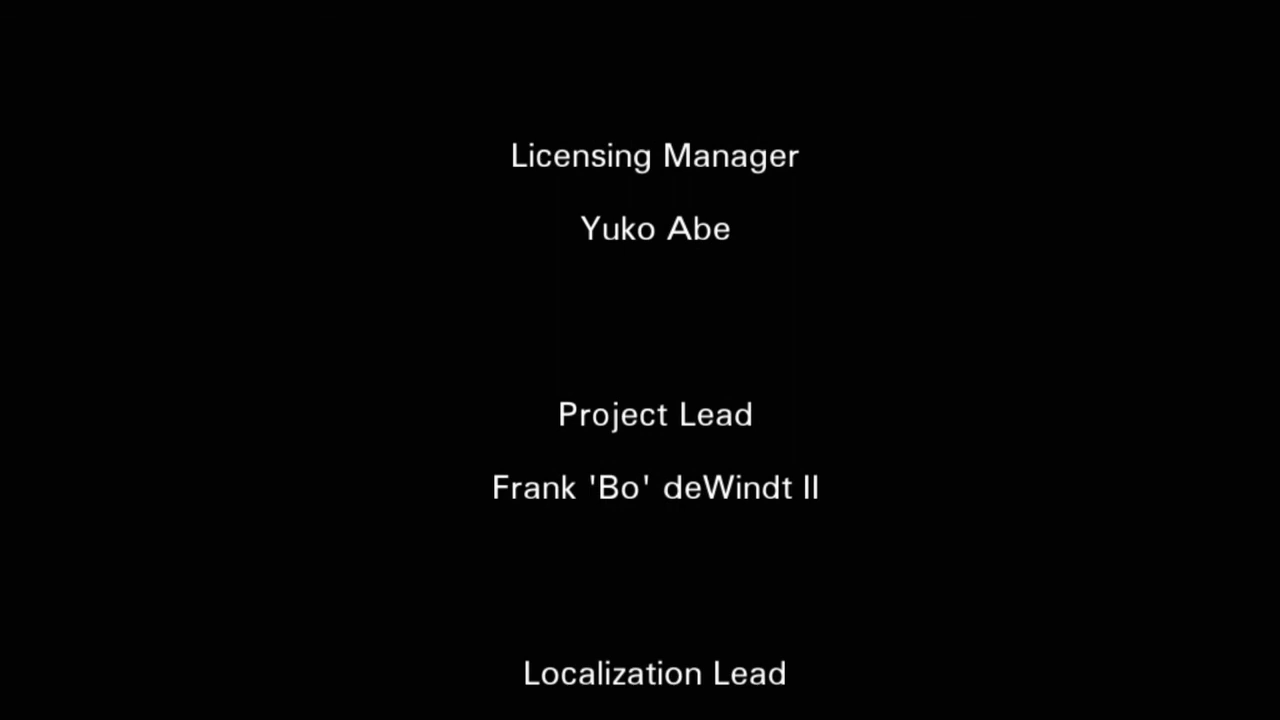 Licensing Manager
Yuko Abe
Project Lead
Frank 'Bo' deWindt II
Localization Lead